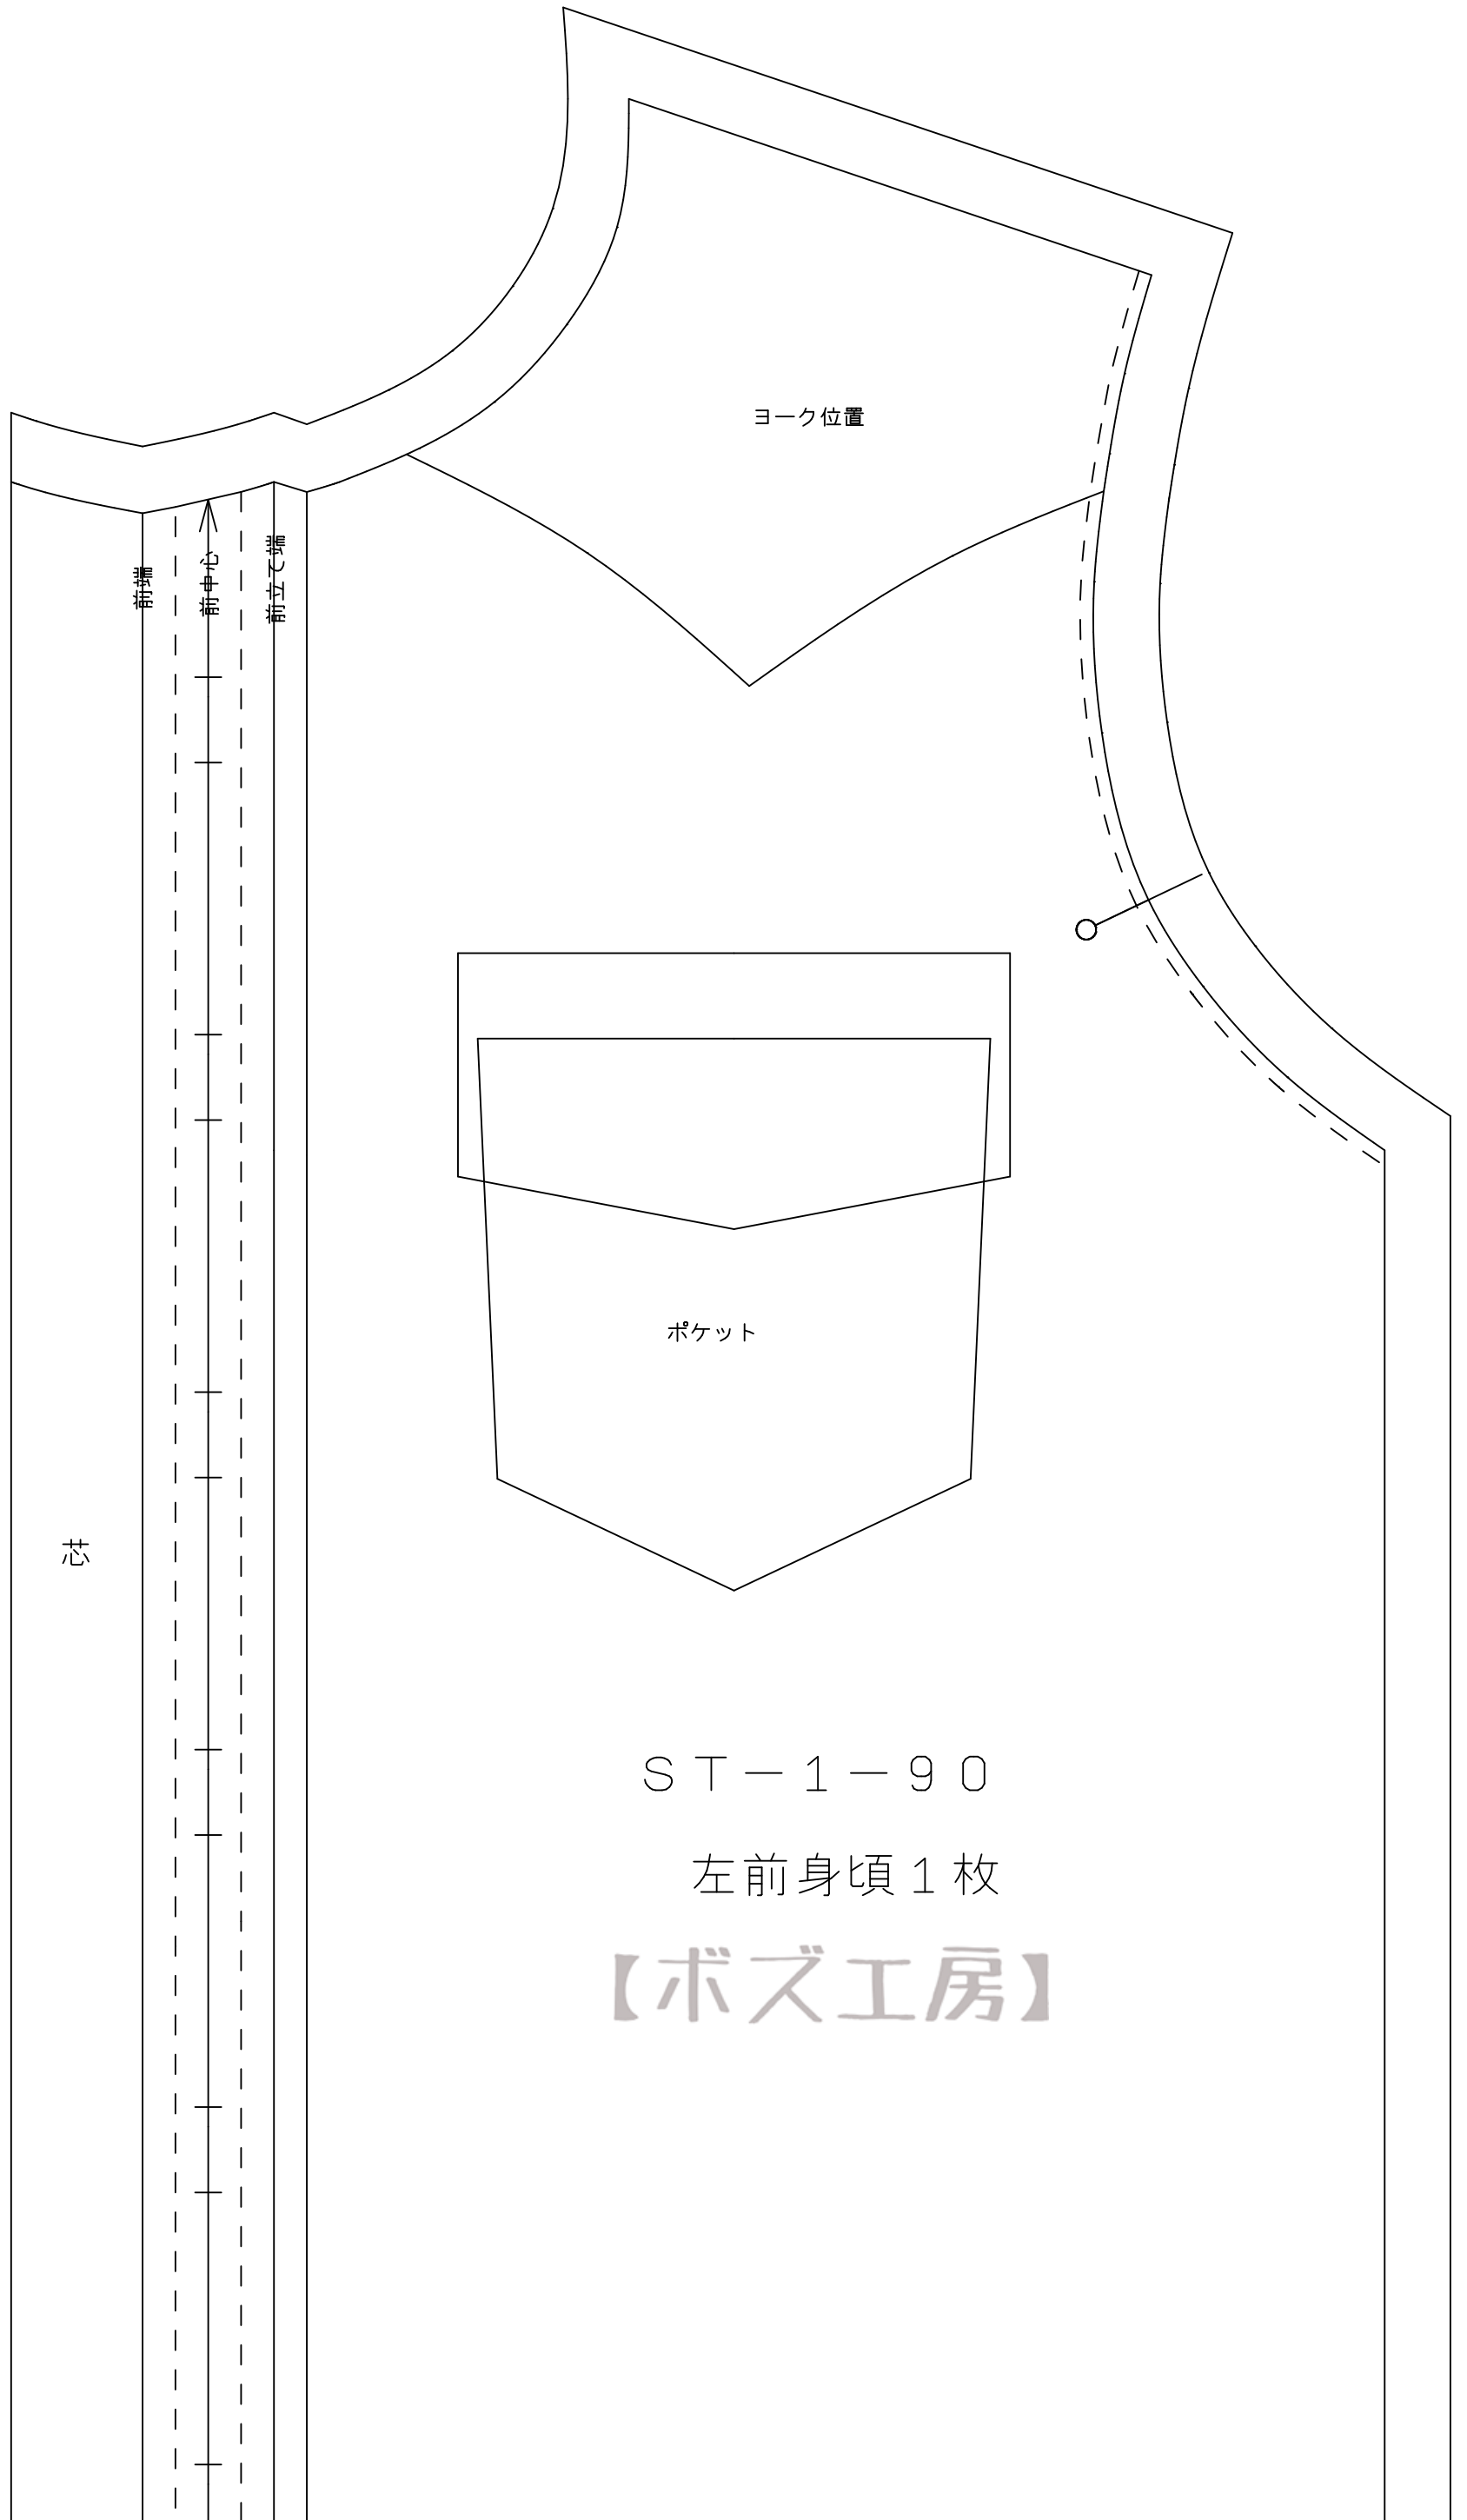 ヨーク位置
前端
前中心
前立て端
ポケット
芯
ST－1－90
左前身頃1枚
【ボズ工房】